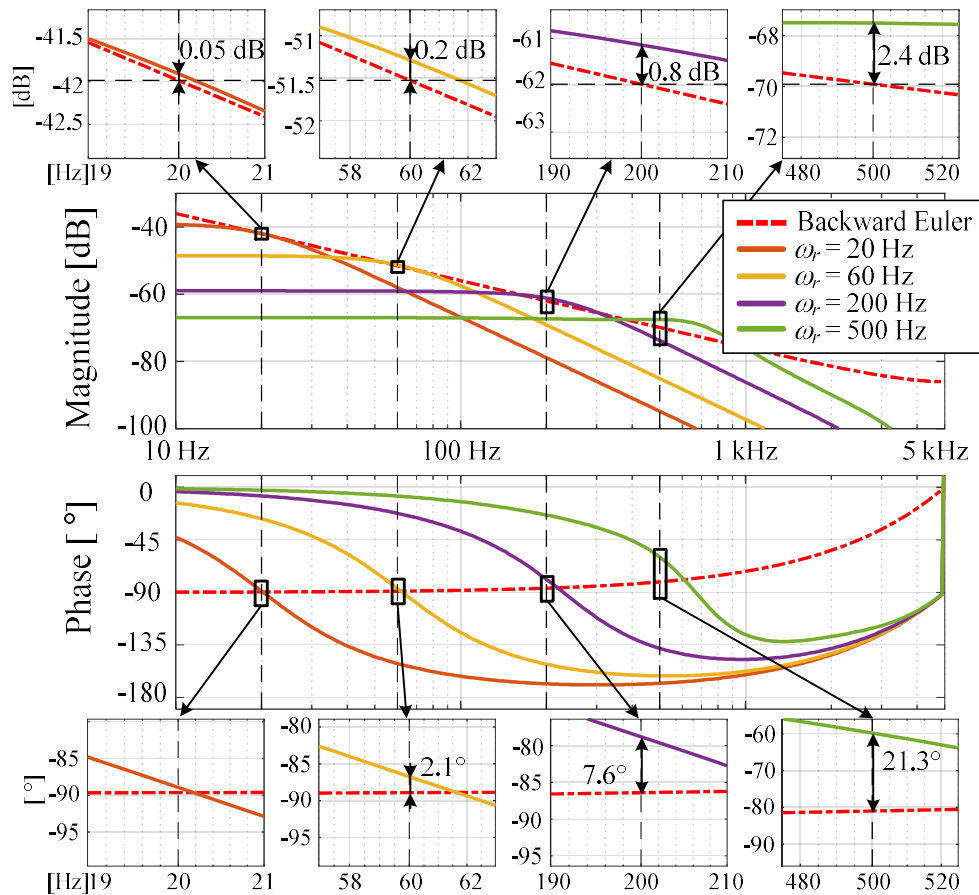 -41.5
-42
-42.5
[dB]
0.05 dB
[Hz] 19 20 21
-51
-51.5
-52
0.2 dB
58 60 62
-61
-62
-63
0.8 dB
190 200 210
-68
-70
-72
2.4 dB
480 500 520
Magnitude [dB]
-40
-60
-80
-100
10 Hz 100 Hz 1 kHz 5 kHz
Backward Euler
ωr = 20 Hz
ωr = 60 Hz
ωr = 200 Hz
ωr = 500 Hz
Phase [°]
0
-45
-90
-135
-180
[°]
-85
-90
-95
[Hz] 19 20 21
-80
-83
-88
-93
-98
2.1°
58 60 62
-80
-85
-90
-95
7.6°
190 200 210
-60
-70
-80
-90
21.3°
480 500 520